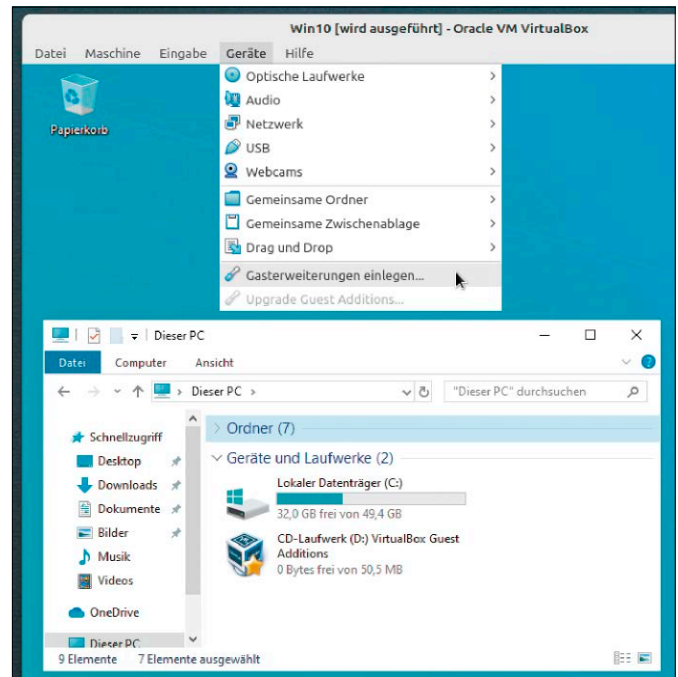 Win10 [wird ausgeführt] - Oracle VM VirtualBox
Datei Maschine Eingabe Geräte Hilfe
Papierkorb
Optische Laufwerke
Audio
Netzwerk
USB
Webcams
Gemeinsame Ordner
Gemeinsame Zwischenablage
Drag und Drop
Gasterweiterungen einlegen...
Upgrade Guest Additions...
Dieser PC
Datei Computer Ansicht
Dieser PC "Dieser PC" durchsuchen
Schnellzugriff
Desktop
Downloads
Dokumente
Bilder
Musik
Videos
OneDrive
Dieser PC
Ordner (7)
Geräte und Laufwerke (2)
Lokaler Datenträger (C:)
32,0 GB frei von 49,4 GB
CD-Laufwerk (D:) VirtualBox Guest
Additions
0 Bytes frei von 50,5 MB
9 Elemente 7 Elemente ausgewählt